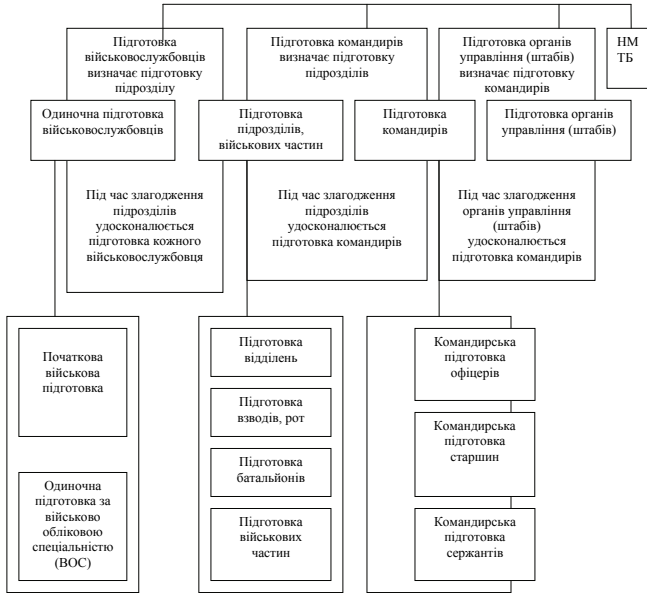 Підготовка
військовослужбовців
визначає підготовку
підрозділу
Підготовка командирів
визначає підготовку
підрозділів
Підготовка органів
управління (штабів)
визначає підготовку
командирів
НМ
ТБ
Одиночна підготовка
військовослужбовців
Підготовка
підрозділів,
військових частин
Підготовка
командирів
Підготовка органів
управління (штабів)
Під час злагодження
підрозділів
удосконалюється
підготовка кожного
військовослужбовця
Під час злагодження
підрозділів
удосконалюється
підготовка командирів
Під час злагодження
органів управління
(штабів)
удосконалюється
підготовка командирів
Початкова
військова
підготовка
Одиночна
підготовка за
військово
обліковою
спеціальністю
(ВОС)
Підготовка
відділень
Підготовка
взводів, рот
Підготовка
батальйонів
Підготовка
військових
частин
Командирська
підготовка
офіцерів
Командирська
підготовка
старшин
Командирська
підготовка
сержантів